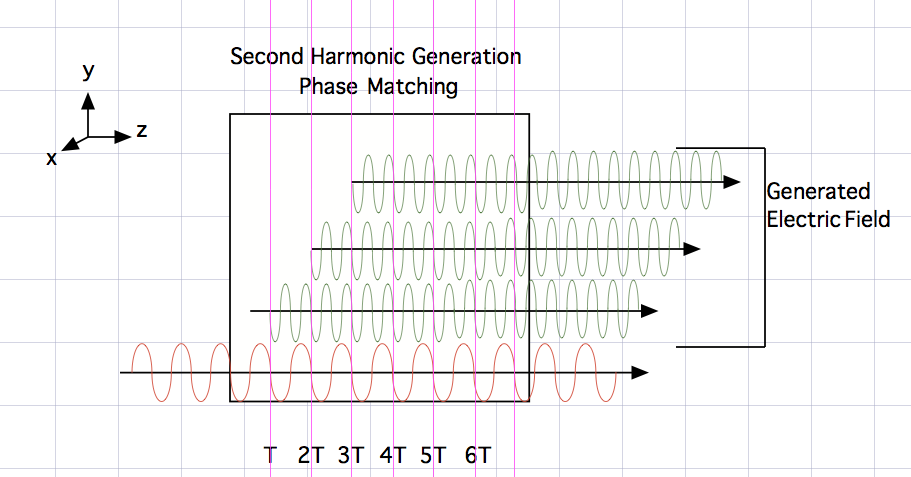 Second Harmonic Generation
Phase Matching
y
z
x
Generated
Electric Field
T 2T 3T 4T 5T 6T